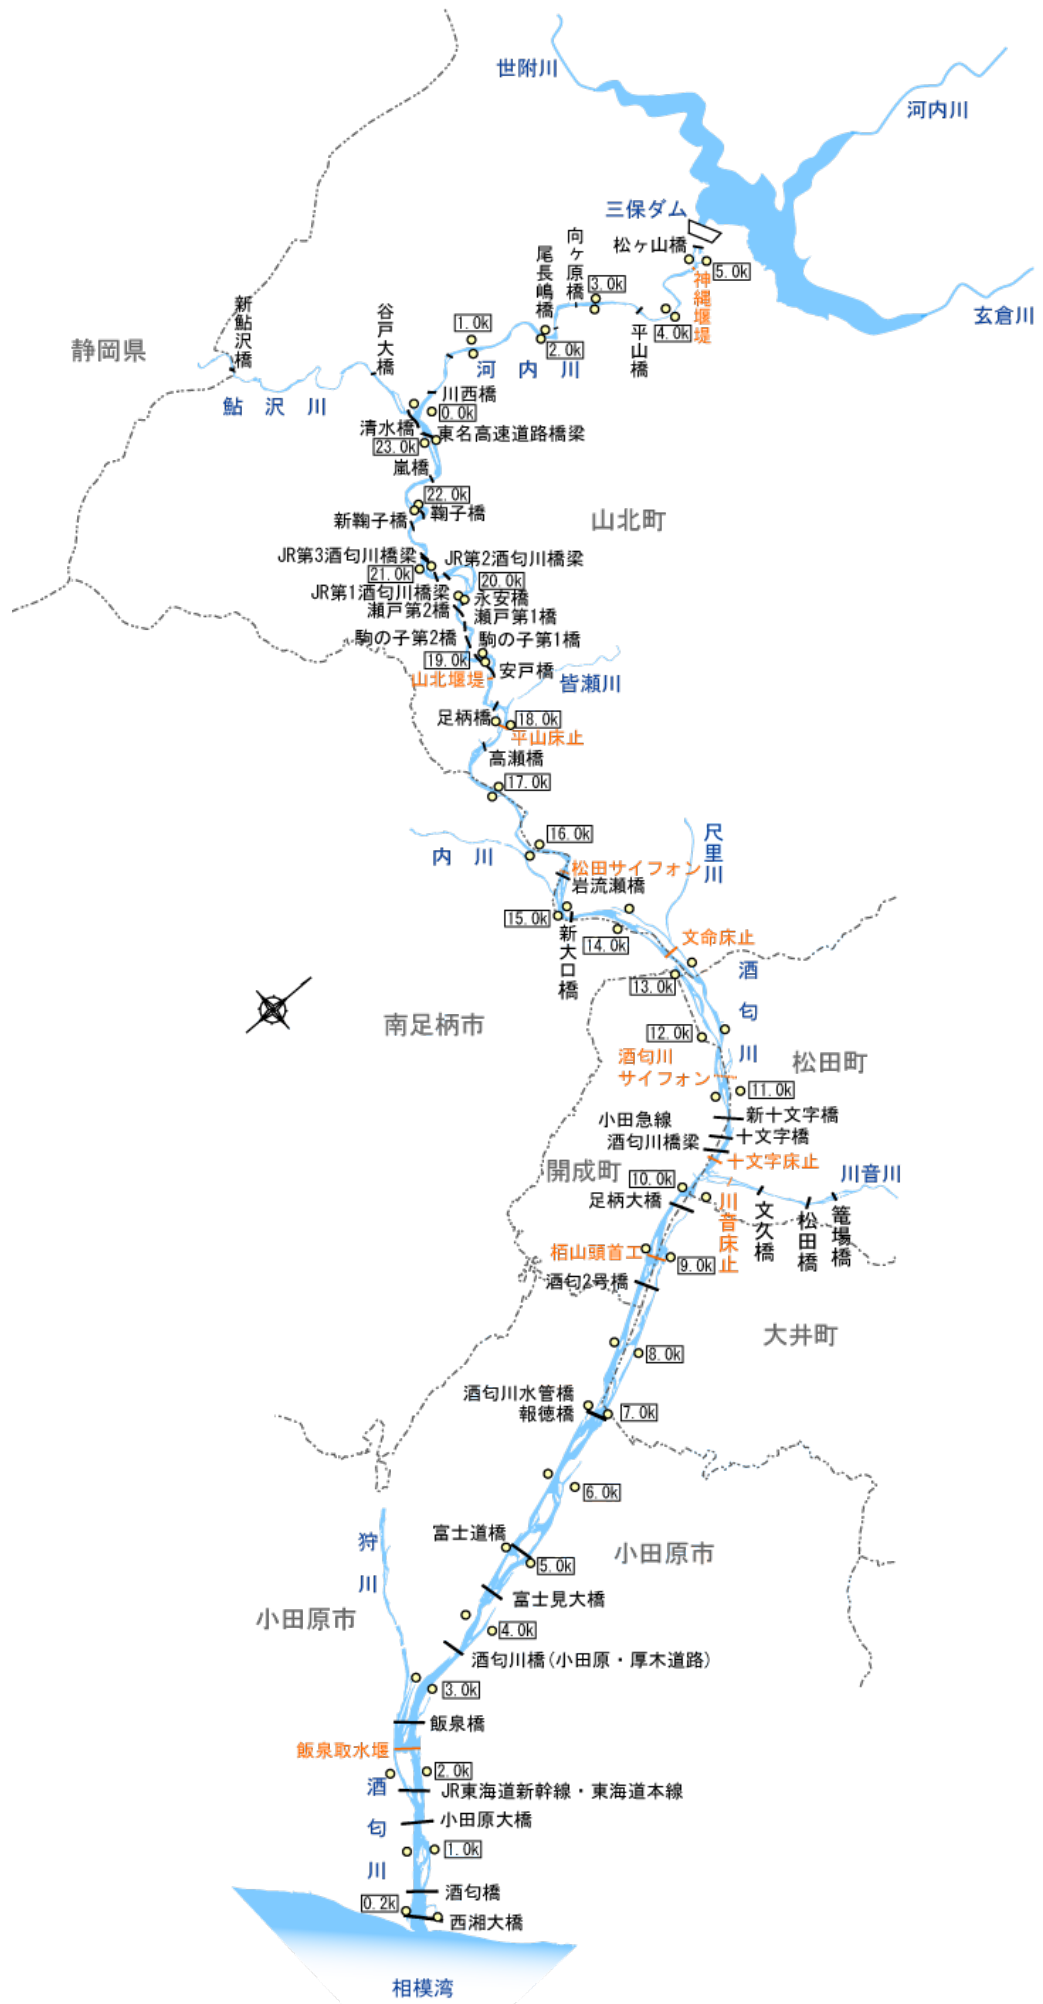 世附川
河内川
三保ダム
松ヶ山橋
5.0k
神縄堰堤
玄倉川
向ヶ原橋
尾長嶋橋
3.0k
4.0k
平山橋
2.0k
1.0k
河内川
新鮎沢橋
谷戸大橋
静岡県
鮎沢川
川西橋
0.0k
清水橋
東名高速道路橋梁
23.0k
嵐橋
22.0k
鞠子橋
新鞠子橋
山北町
JR第3酒匂川橋梁
JR第2酒匂川橋梁
21.0k
20.0k
JR第1酒匂川橋梁
永安橋
瀬戸第2橋
瀬戸第1橋
駒の子第2橋
駒の子第1橋
19.0k
安戸橋
山北堰堤
皆瀬川
足柄橋
18.0k
平山床止
高瀬橋
17.0k
16.0k
内川
尺里川
松田サイフォン
岩流瀬橋
15.0k
新大口橋
14.0k
文命床止
13.0k
酒匂川
南足柄市
12.0k
松田町
酒匂川
サイフォン
11.0k
小田急線
酒匂川橋梁
新十文字橋
十文字橋
十文字床止
開成町
川音川
10.0k
足柄大橋
川音床止
文久橋
松田橋
篭場橋
栢山頭首工
9.0k
酒匂2号橋
大井町
8.0k
酒匂川水管橋
報徳橋
7.0k
6.0k
富士道橋
5.0k
小田原市
狩川
富士見大橋
小田原市
4.0k
酒匂川橋(小田原・厚木道路)
3.0k
飯泉橋
飯泉取水堰
2.0k
酒匂川
JR東海道新幹線・東海道本線
小田原大橋
1.0k
酒匂橋
0.2k
西湘大橋
相模湾